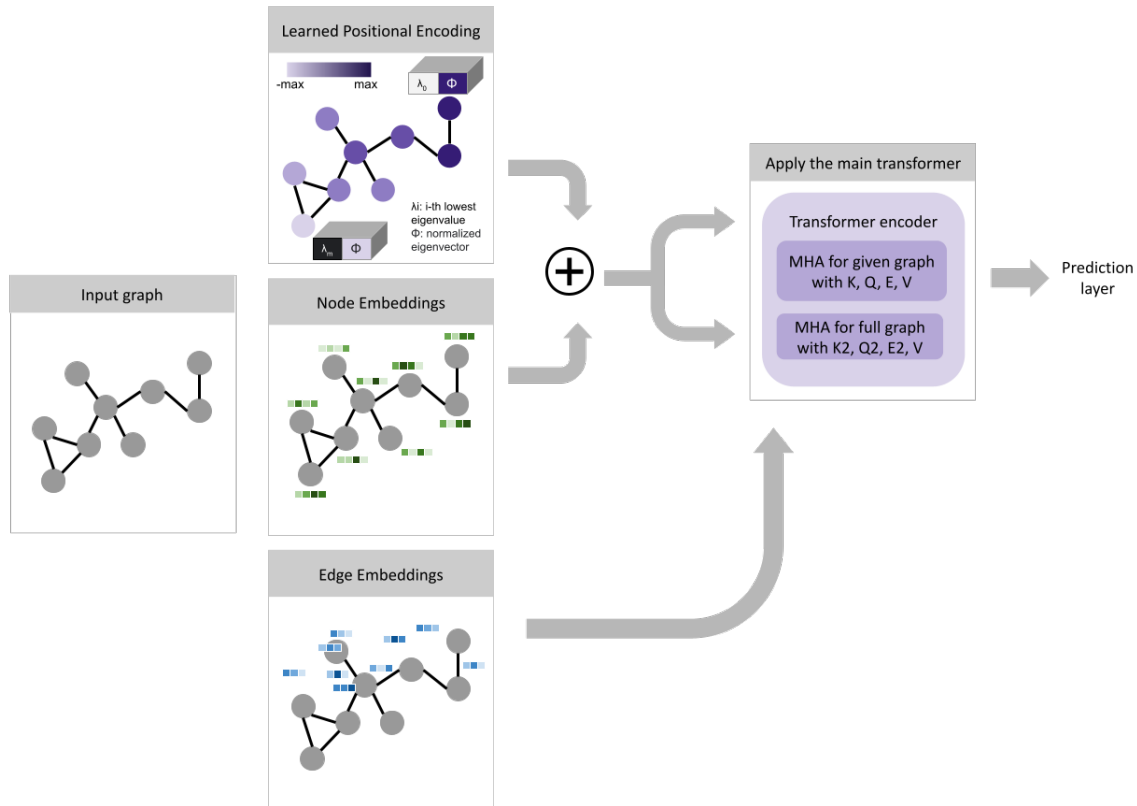 Learned Positional Encoding
-max
max
λ0 Φ
λi: i-th lowest
eigenvalue
Φ: normalized
eigenvector
λm Φ
Input graph
Node Embeddings
Edge Embeddings
Apply the main transformer
Transformer encoder
MHA for given graph
with K, Q, E, V
MHA for full graph
with K2, Q2, E2, V
Prediction
layer